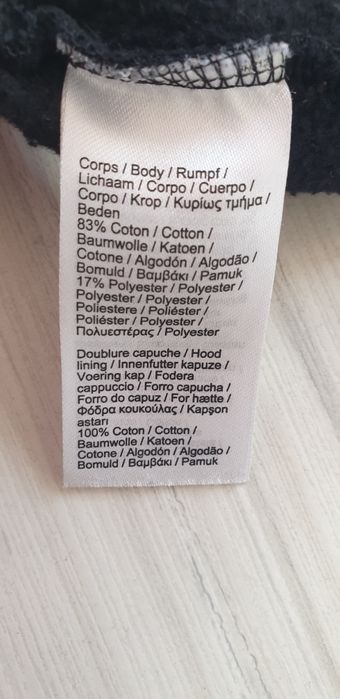 Corps / Body / Rumpf /
Lichaam / Corpo / Cuerpo /
Corpo / Krop / Κυρίως τμήμα /
Beden
83% Coton / Cotton /
Baumwolle / Katoen /
Cotone / Algodón / Algodão /
Bomuld / Βαμβάκι / Pamuk
17% Polyester / Polyester /
Polyester / Polyester /
Poliestere / Poliéster /
Poliéster / Polyester /
Πολυεστέρας / Polyester
Doublure capuche / Hood
lining / Innenfutter kapuze /
Voering kap / Fodera
cappuccio / Forro capucha /
Forro do capuz / For hætte /
Φόδρα κουκούλας / Kapşon
astarı
100% Coton / Cotton /
Baumwolle / Katoen /
Cotone / Algodón / Algodão /
Bomuld / Βαμβάκι / Pamuk